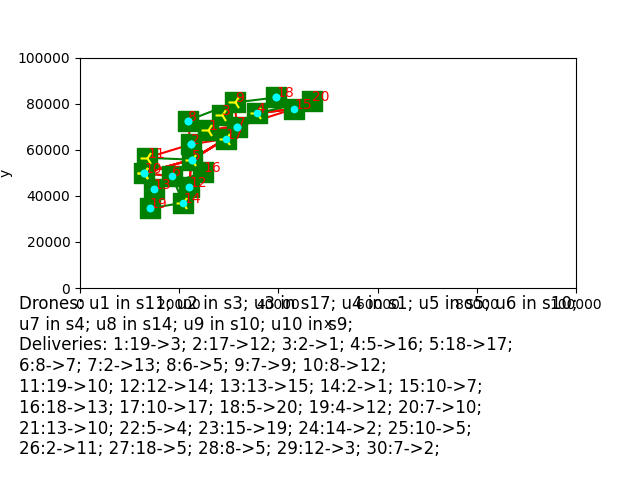 100000
80000
60000
40000
20000
0
y
18
20
16
Drones: u1 in s11; u2 in s3; u3 in s17; u4 in s1; u5 in s5; u6 in s10;
u7 in s4; u8 in s14; u9 in s10; u10 in s9;
0 20000 40000 60000 80000 100000
x
Deliveries: 1:19->3; 2:17->12; 3:2->1; 4:5->16; 5:18->17;
6:8->7; 7:2->13; 8:6->5; 9:7->9; 10:8->12;
11:19->10; 12:12->14; 13:13->15; 14:2->1; 15:10->7;
16:18->13; 17:10->17; 18:5->20; 19:4->12; 20:7->10;
21:13->10; 22:5->4; 23:15->19; 24:14->2; 25:10->5;
26:2->11; 27:18->5; 28:8->5; 29:12->3; 30:7->2;